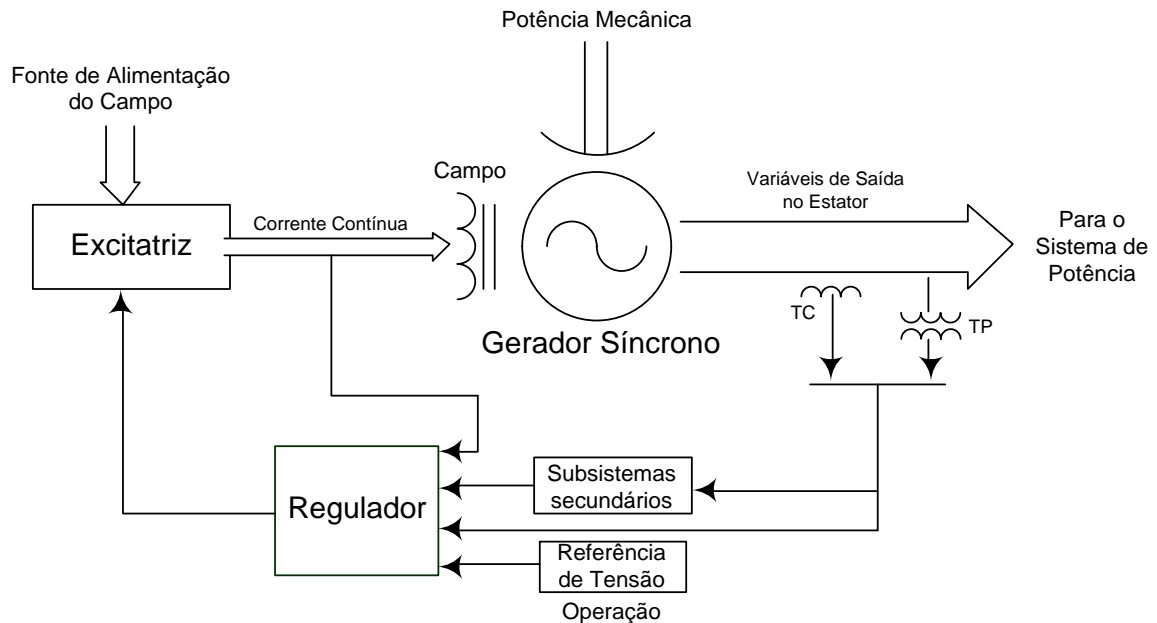 Potência Mecânica
Fonte de Alimentação
do Campo
Campo
Variáveis de Saída
no Estator
Corrente Contínua
Excitatriz
Para o
Sistema de
Potência
TC
TP
Gerador Síncrono
Subsistemas
secundários
Regulador
Referência
de Tensão
Operação